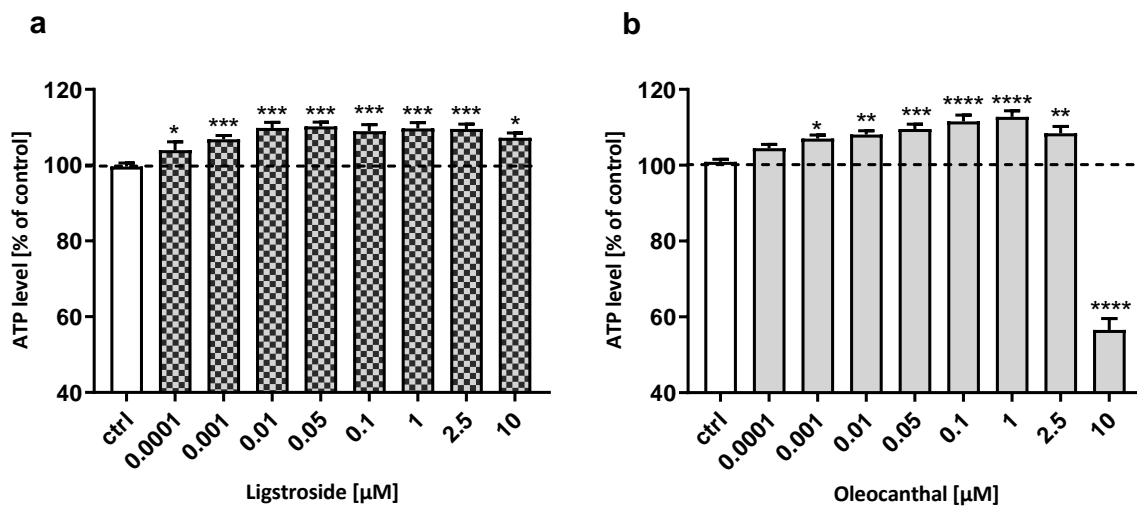 a
ATP level [% of control]
120
100
80
60
40
* *** *** *** *** *** *** *
ctrl 0.0001 0.001 0.01 0.05 0.1 1 2.5 10
Ligstroside [µM]
b
ATP level [% of control]
120
100
80
60
40
* ** *** **** **** ** ****
ctrl 0.0001 0.001 0.01 0.05 0.1 1 2.5 10
Oleocanthal [µM]